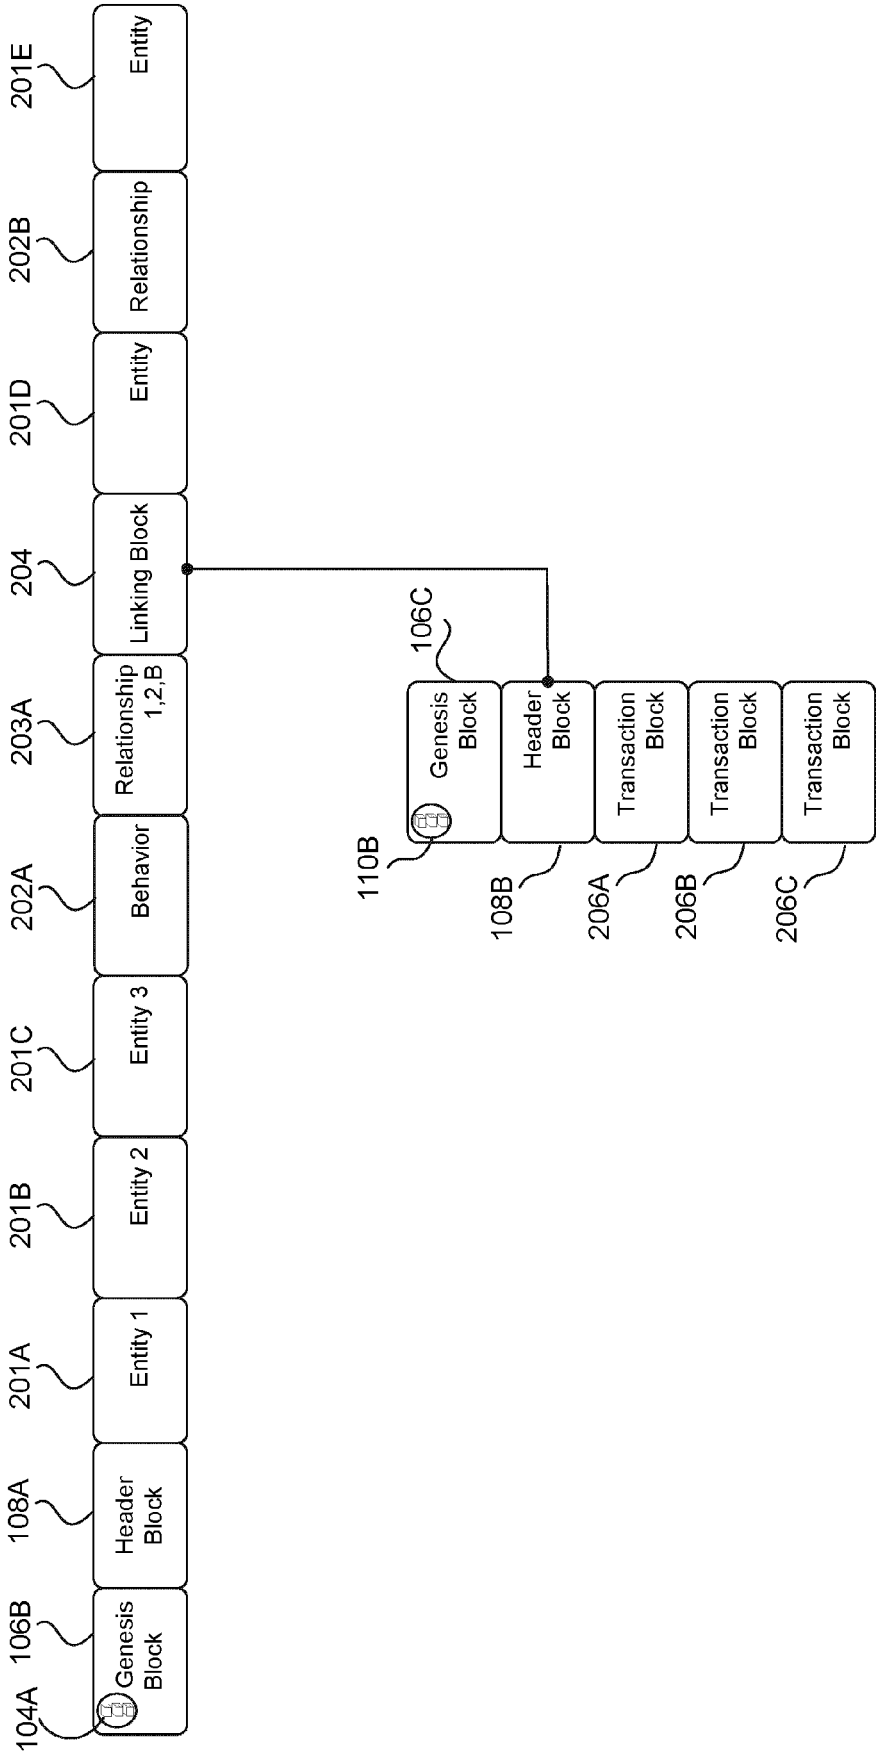 104A
106B
108A
201A
201B
201C
202A
203A
204
201D
202B
201E
Genesis
Block
Header
Block
Entity 1
Entity 2
Entity 3
Behavior
Relationship
1,2,B
Linking Block
Entity
Relationship
Entity
110B
106C
Genesis
Block
108B
Header
Block
206A
Transaction
Block
206B
Transaction
Block
206C
Transaction
Block